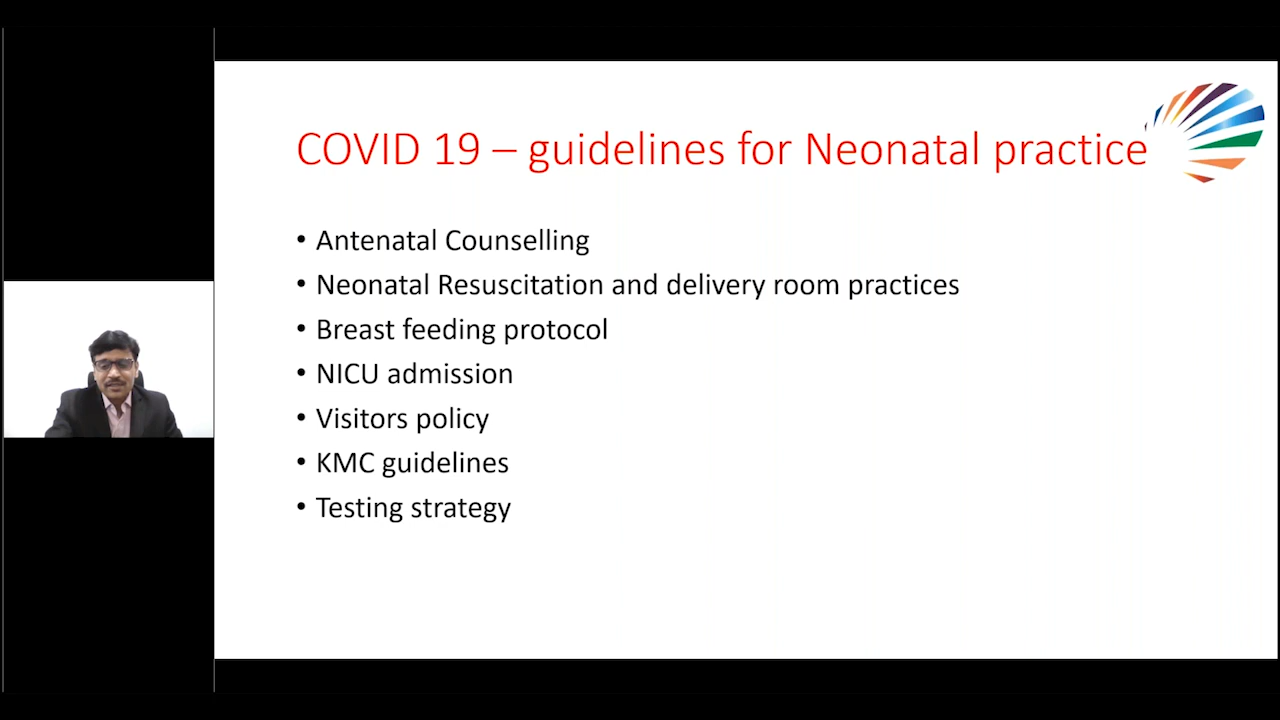 COVID 19 – guidelines for Neonatal practice
• Antenatal Counselling
• Neonatal Resuscitation and delivery room practices
• Breast feeding protocol
• NICU admission
• Visitors policy
• KMC guidelines
• Testing strategy